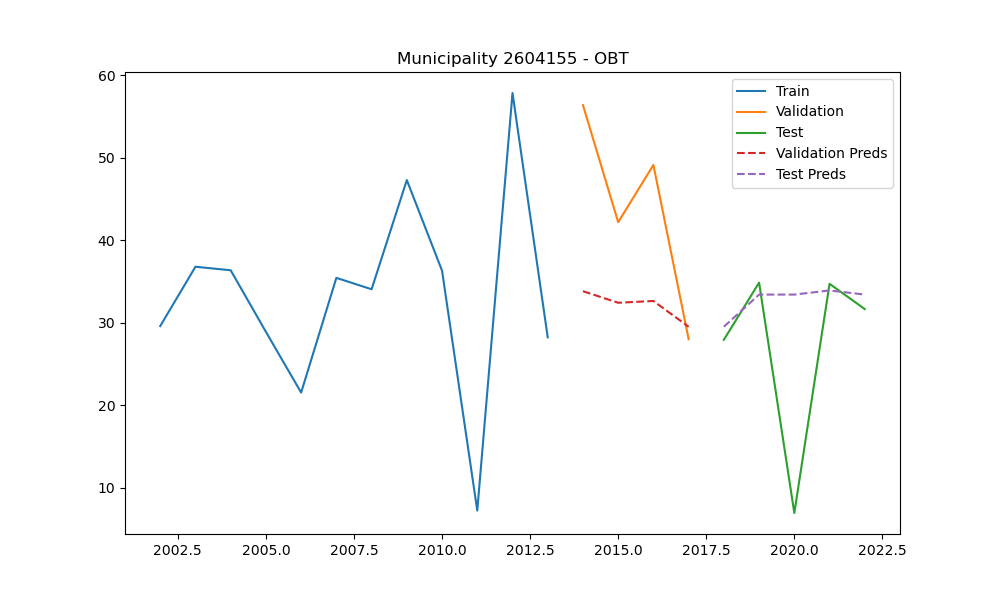 Municipality 2604155 - OBT
60
50
40
30
20
10
2002.5
2005.0
2007.5
2010.0
2012.5
2015.0
2017.5
2020.0
2022.5
Train
Validation
Test
Validation Preds
Test Preds